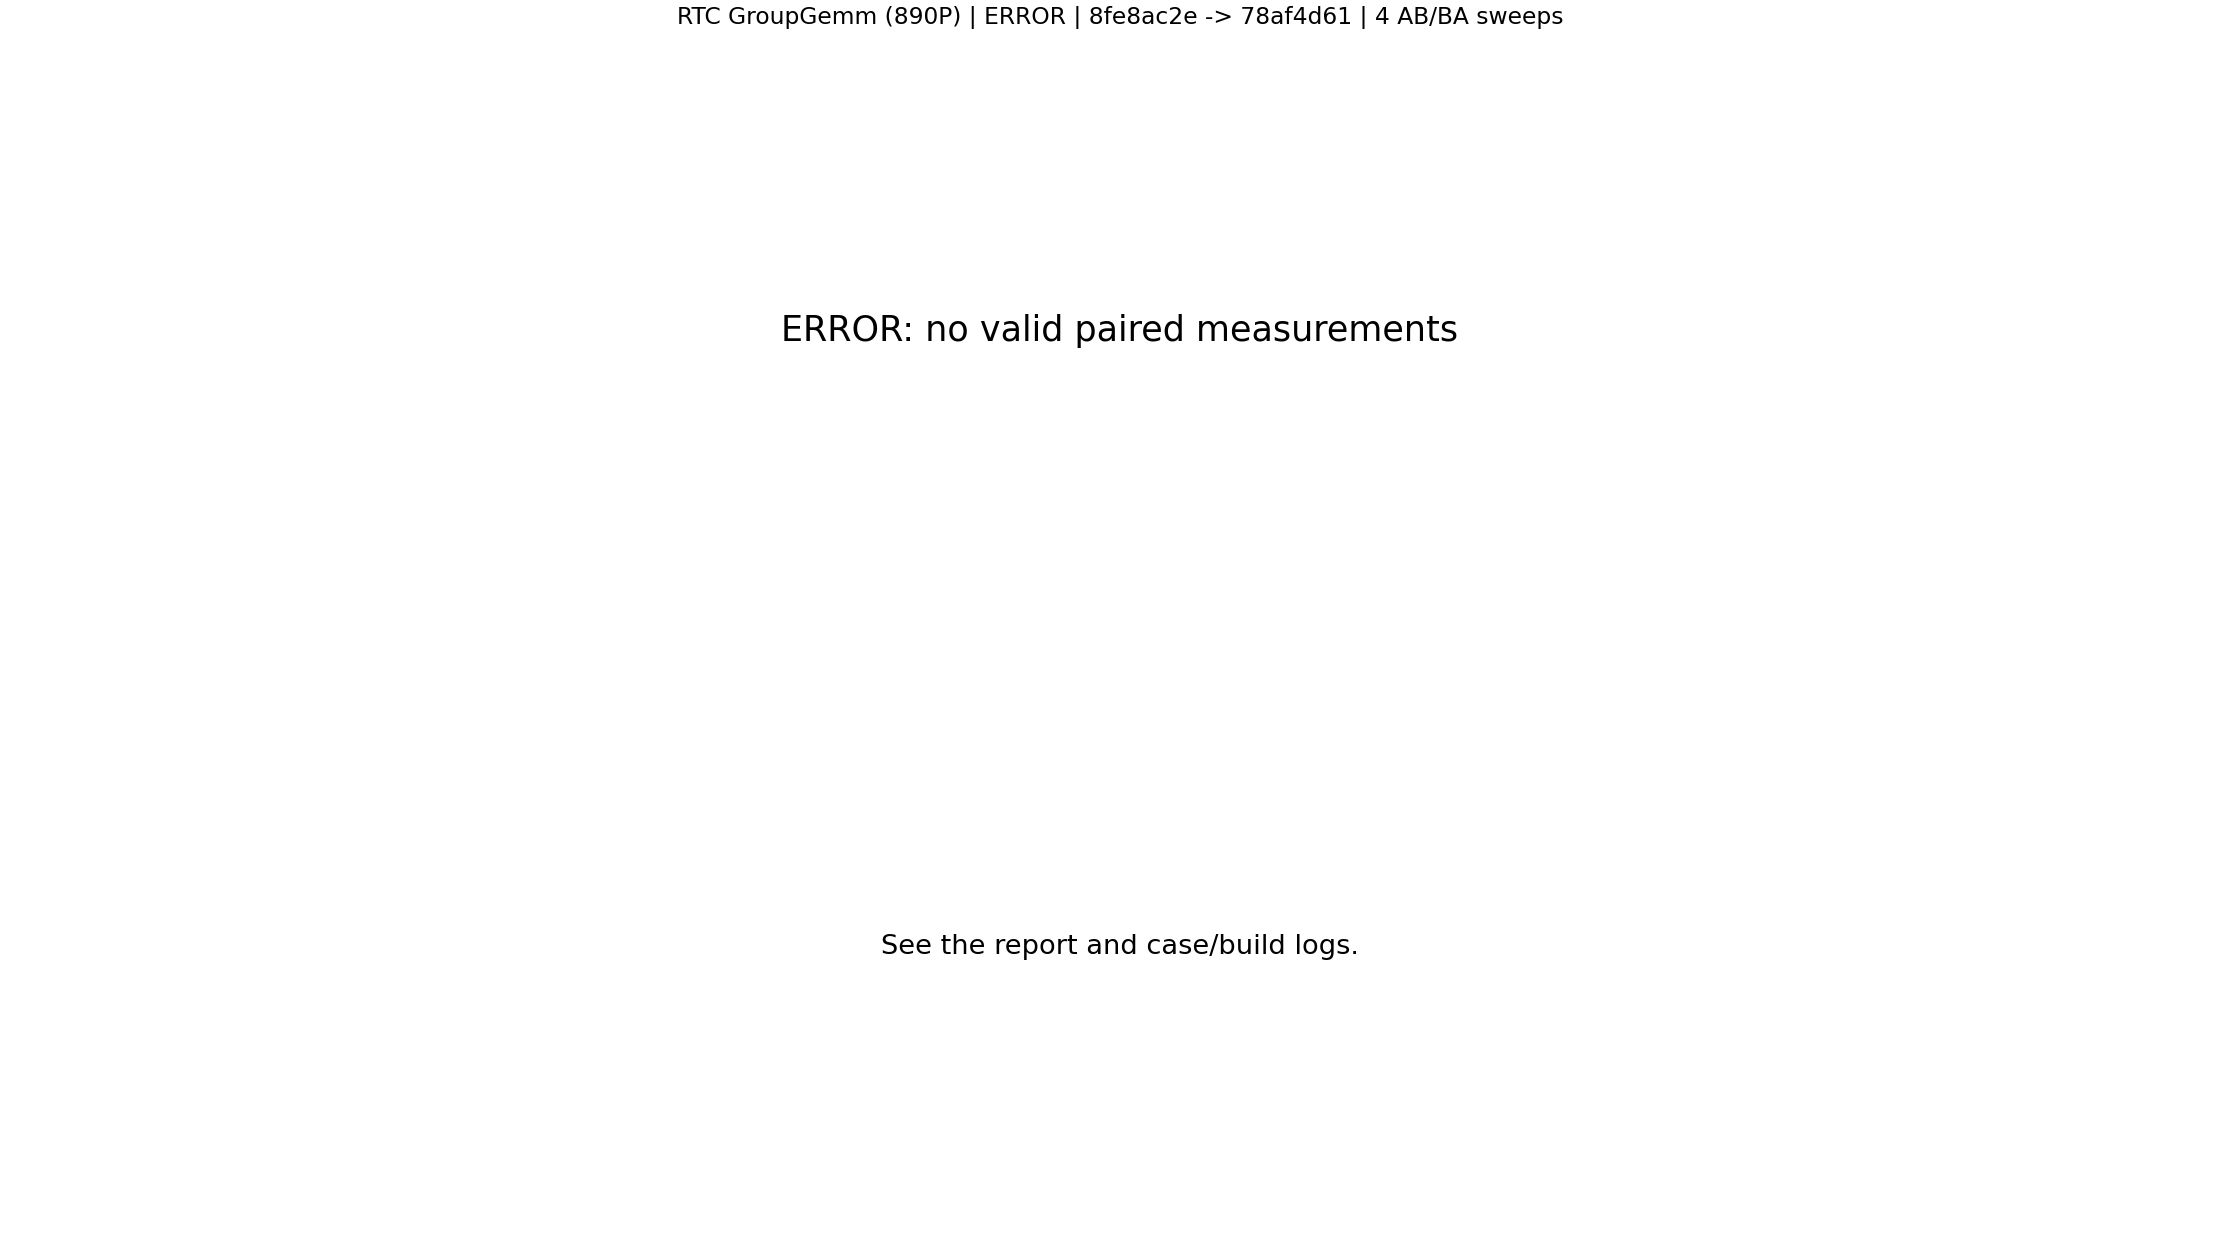 RTC GroupGemm (890P) | ERROR | 8fe8ac2e -> 78af4d61 | 4 AB/BA sweeps
ERROR: no valid paired measurements
See the report and case/build logs.